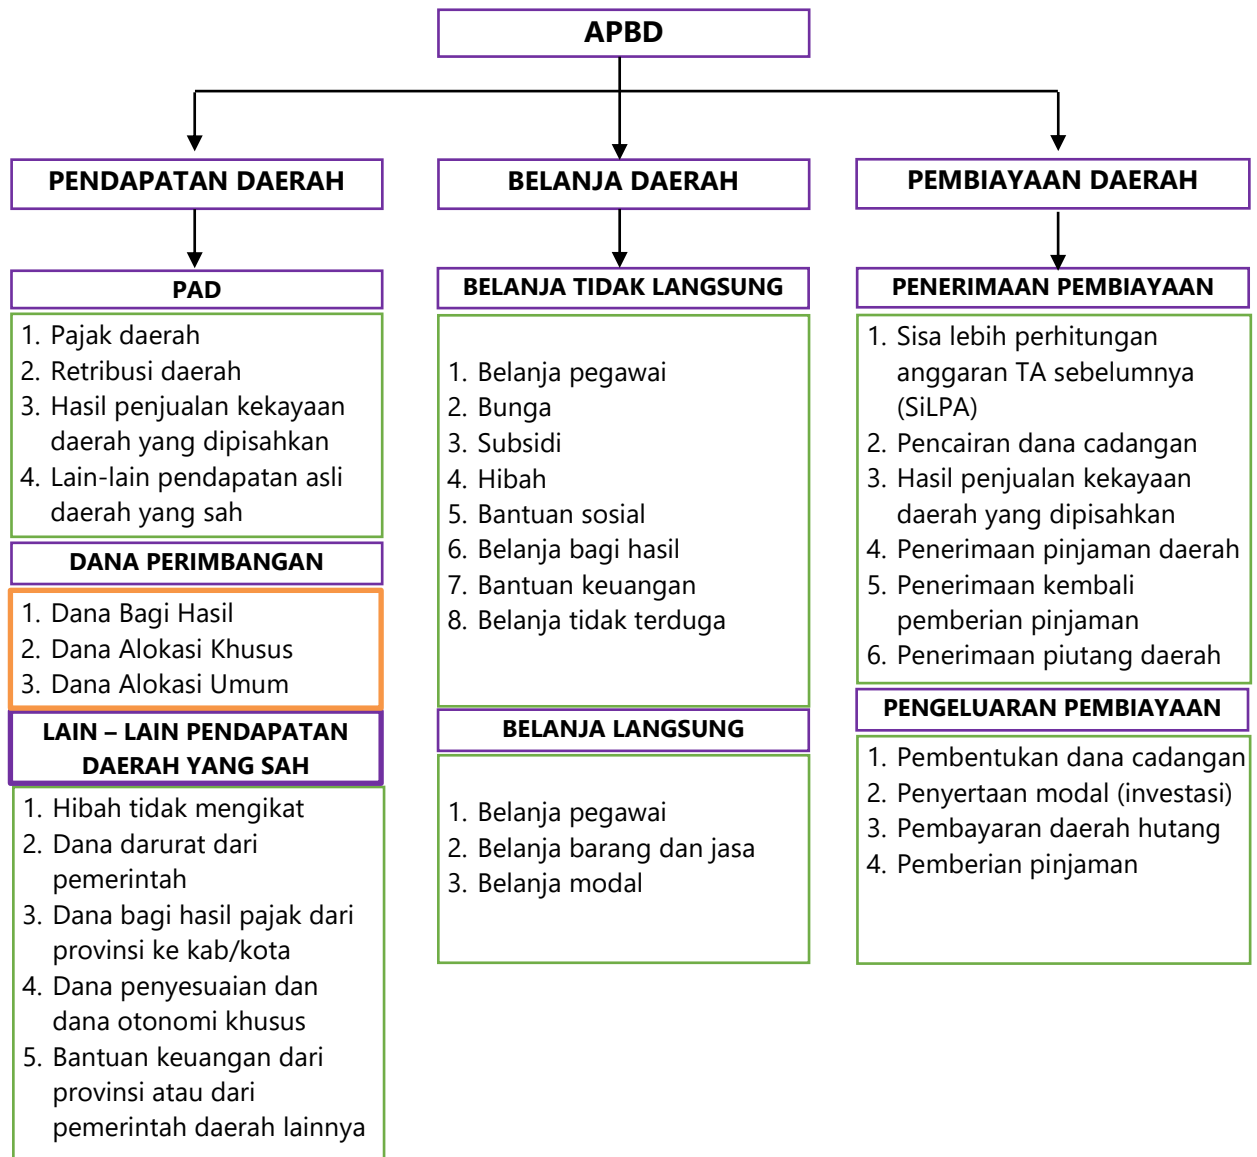 APBD
PENDAPATAN DAERAH
PAD
1. Pajak daerah
2. Retribusi daerah
3. Hasil penjualan kekayaan
daerah yang dipisahkan
4. Lain-lain pendapatan asli
daerah yang sah
DANA PERIMBANGAN
1. Dana Bagi Hasil
2. Dana Alokasi Khusus
3. Dana Alokasi Umum
LAIN – LAIN PENDAPATAN
DAERAH YANG SAH
1. Hibah tidak mengikat
2. Dana darurat dari
pemerintah
3. Dana bagi hasil pajak dari
provinsi ke kab/kota
4. Dana penyesuaian dan
dana otonomi khusus
5. Bantuan keuangan dari
provinsi atau dari
pemerintah daerah lainnya
BELANJA DAERAH
BELANJA TIDAK LANGSUNG
1. Belanja pegawai
2. Bunga
3. Subsidi
4. Hibah
5. Bantuan sosial
6. Belanja bagi hasil
7. Bantuan keuangan
8. Belanja tidak terduga
BELANJA LANGSUNG
1. Belanja pegawai
2. Belanja barang dan jasa
3. Belanja modal
PEMBIAYAAN DAERAH
PENERIMAAN PEMBIAYAAN
1. Sisa lebih perhitungan
anggaran TA sebelumnya
(SiLPA)
2. Pencairan dana cadangan
3. Hasil penjualan kekayaan
daerah yang dipisahkan
4. Penerimaan pinjaman daerah
5. Penerimaan kembali
pemberian pinjaman
6. Penerimaan piutang daerah
PENGELUARAN PEMBIAYAAN
1. Pembentukan dana cadangan
2. Penyertaan modal (investasi)
3. Pembayaran daerah hutang
4. Pemberian pinjaman